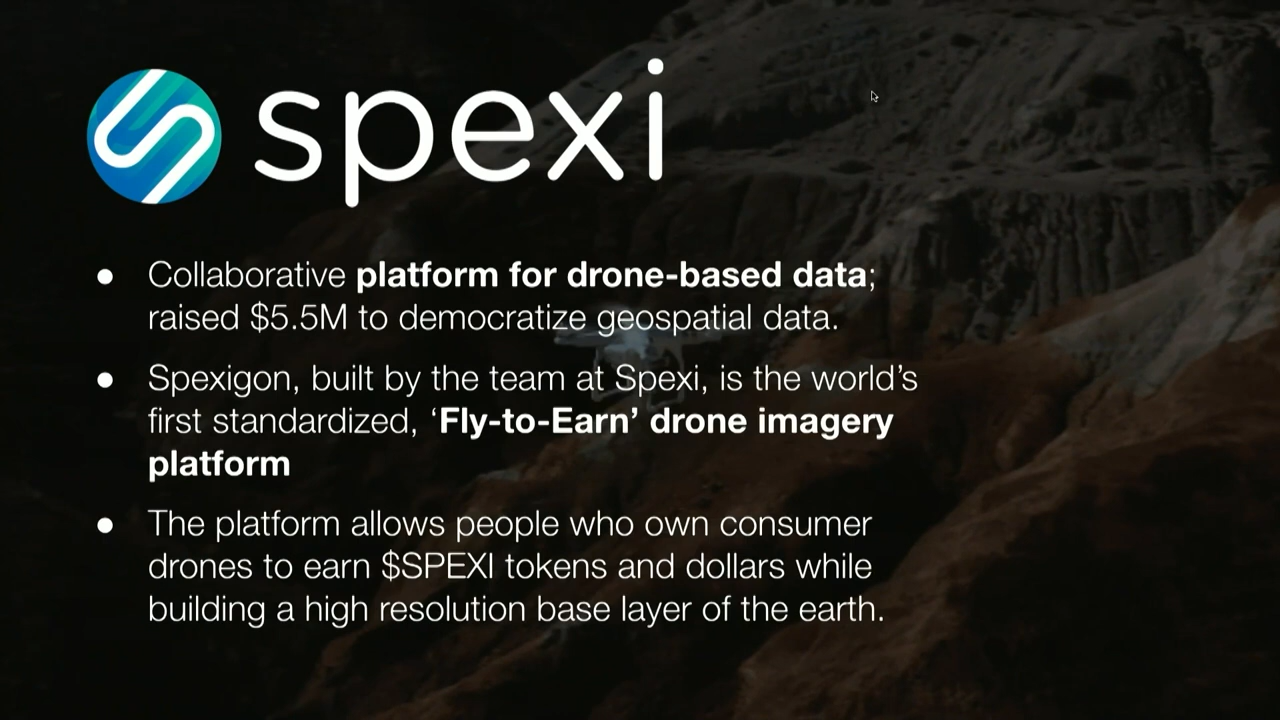 spexi
● Collaborative platform for drone-based data;
raised $5.5M to democratize geospatial data.
● Spexigon, built by the team at Spexi, is the world’s
first standardized, ‘Fly-to-Earn’ drone imagery
platform
● The platform allows people who own consumer
drones to earn $SPEXI tokens and dollars while
building a high resolution base layer of the earth.